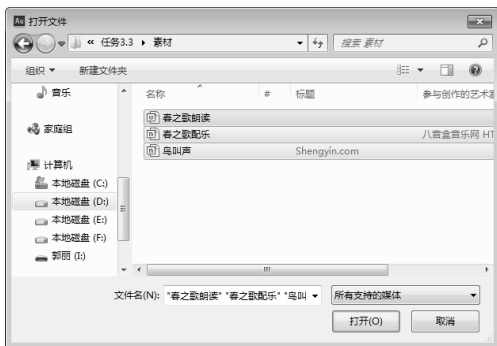 Au 打开文件
« 任务3.3 ▸ 素材
搜索 素材
组织 新建文件夹
音乐
家庭组
计算机
本地磁盘 (C:)
本地磁盘 (D:)
本地磁盘 (E:)
本地磁盘 (F:)
郭丽 (I:)
名称 # 标题 参与创作的艺术家
春之歌朗读
春之歌配乐 八音盒音乐网 HT
鸟叫声 Shengyin.com
文件名(N): "春之歌朗读" "春之歌配乐" "鸟叫 所有支持的媒体
打开(O) 取消